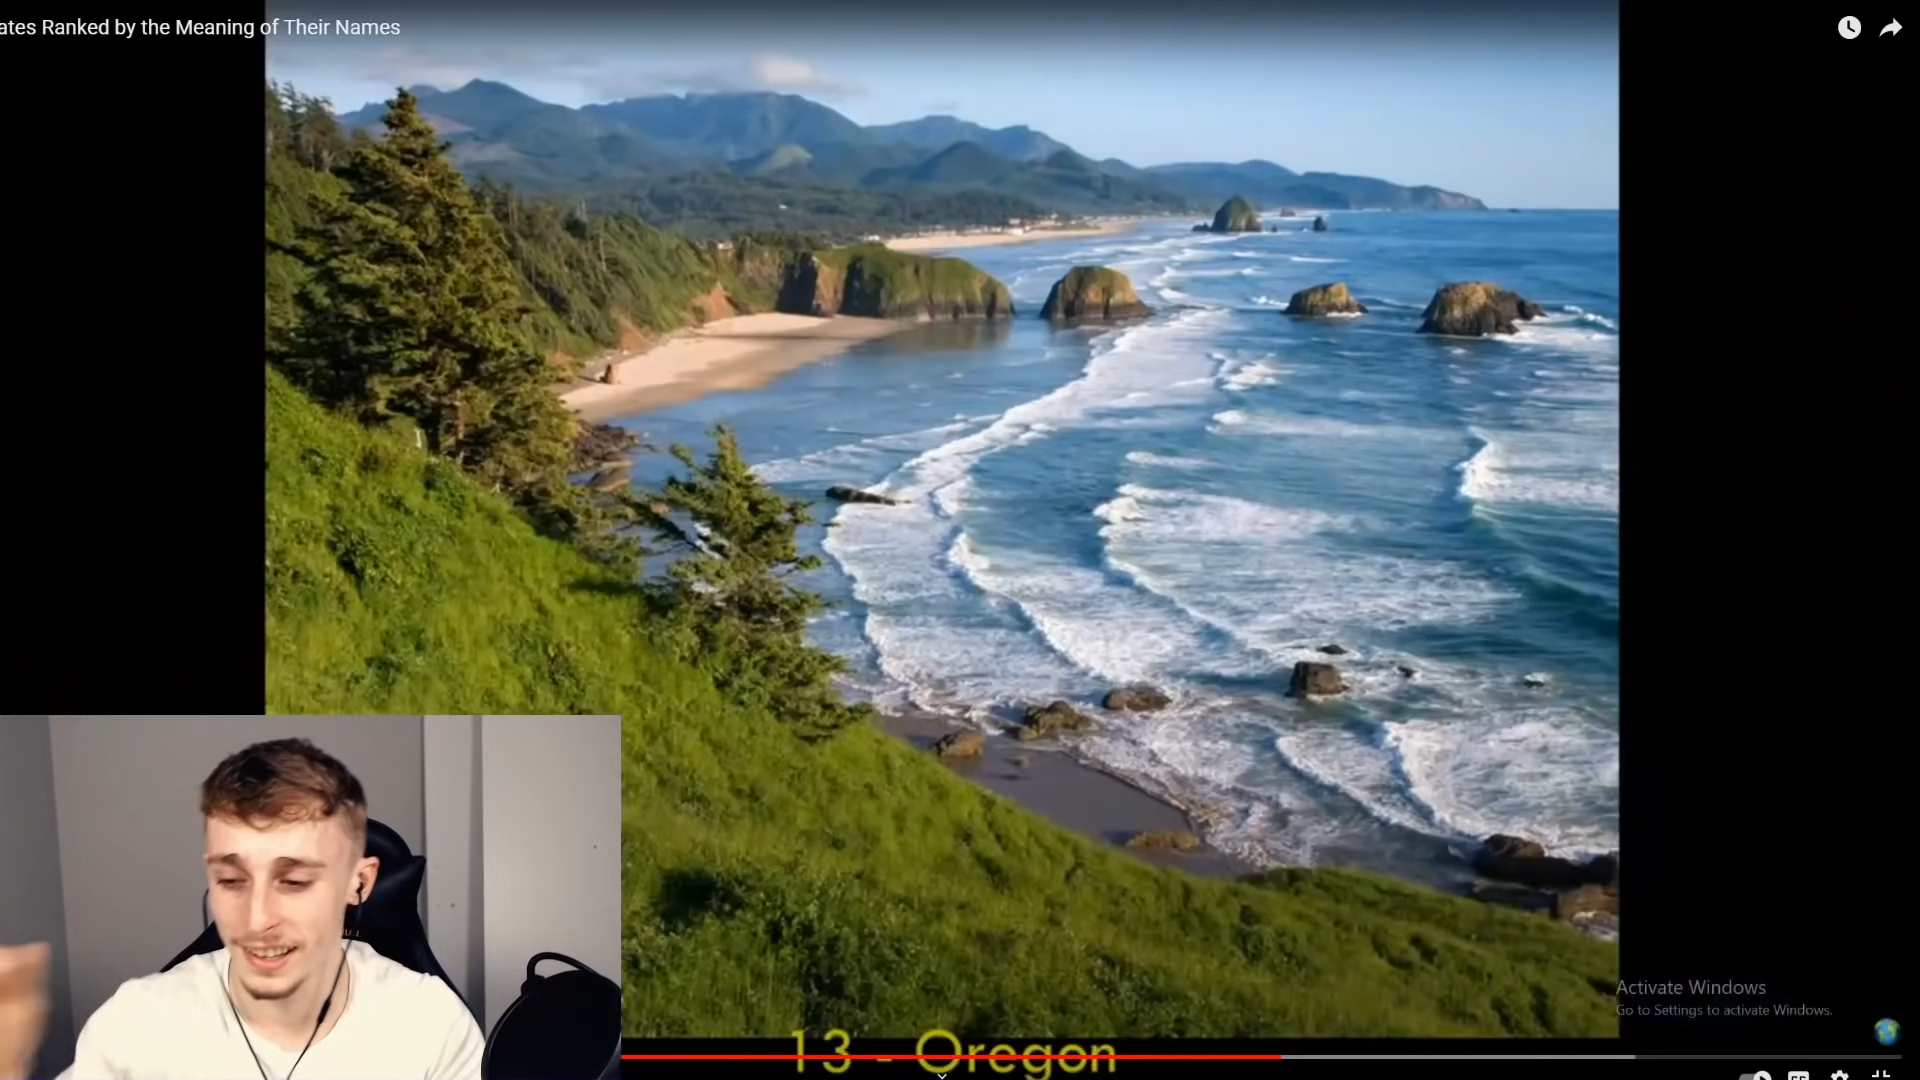 ates Ranked by the Meaning of Their Names
Activate Windows
Go to Settings to activate Windows.
13 - Oregon